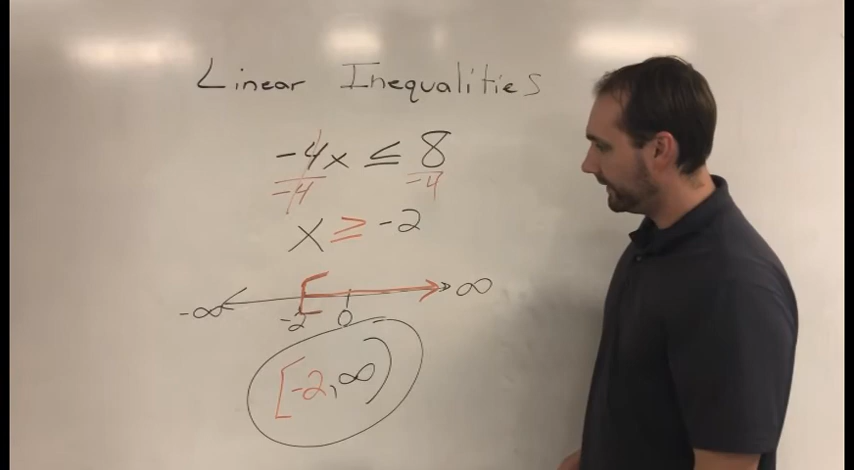 Linear Inequalities
-4x ≤ 8
-4 -4
x ≥ -2
-∞ ∞
-2 0
[-2, ∞)